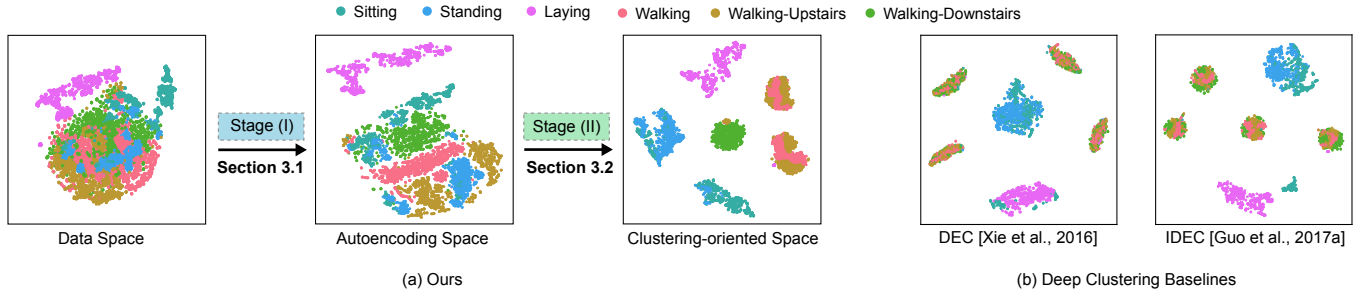 Sitting Standing Laying Walking Walking-Upstairs Walking-Downstairs
Stage (I)
Section 3.1
Stage (II)
Section 3.2
Data Space
Autoencoding Space
Clustering-oriented Space
DEC [Xie et al., 2016]
IDEC [Guo et al., 2017a]
(a) Ours
(b) Deep Clustering Baselines